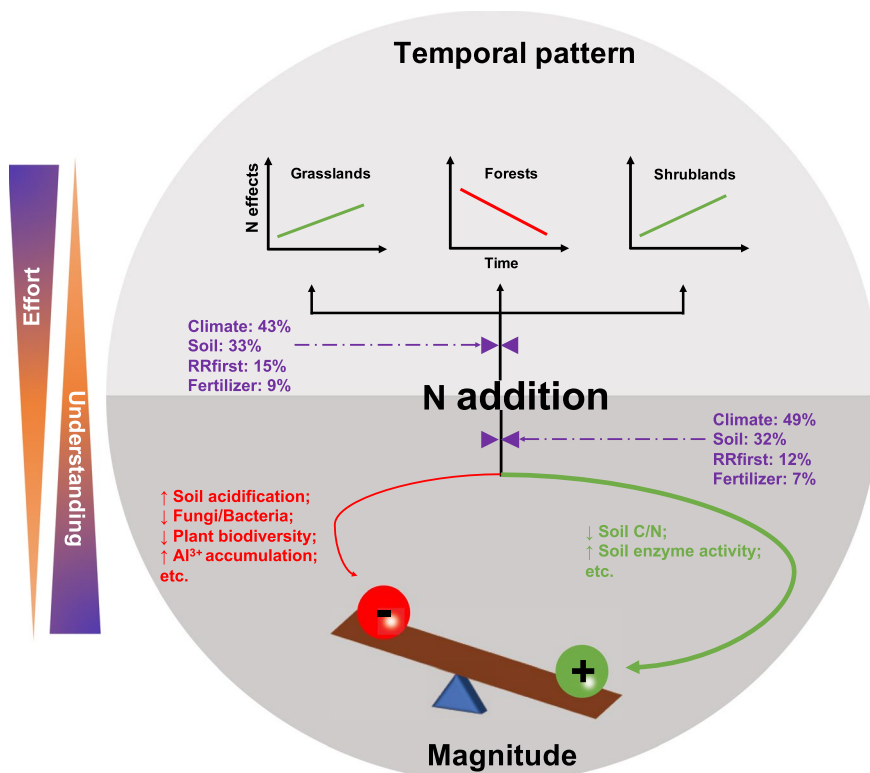 Temporal pattern
N effects
Grasslands
Forests
Shrublands
Time
Effort
Understanding
Climate: 43%
Soil: 33%
RRfirst: 15%
Fertilizer: 9%
N addition
Climate: 49%
Soil: 32%
RRfirst: 12%
Fertilizer: 7%
↑ Soil acidification;
↓ Fungi/Bacteria;
↓ Plant biodiversity;
↑ Al³⁺ accumulation;
etc.
↓ Soil C/N;
↑ Soil enzyme activity;
etc.
-
+
Magnitude